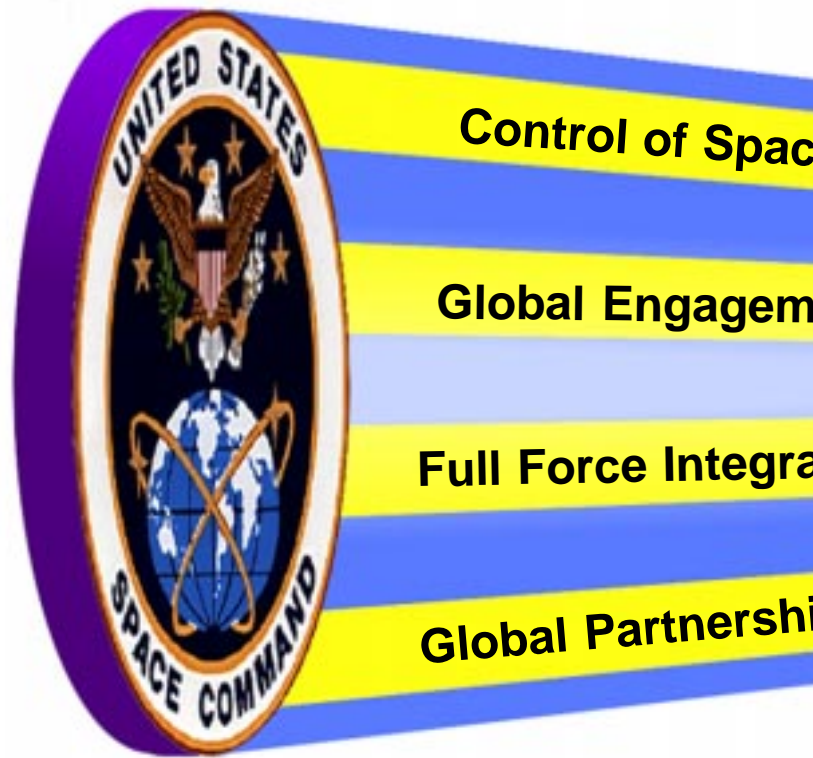 UNITED STATES
SPACE COMMAND
Control of Spac
Global Engagem
Full Force Integra
Global Partnershi